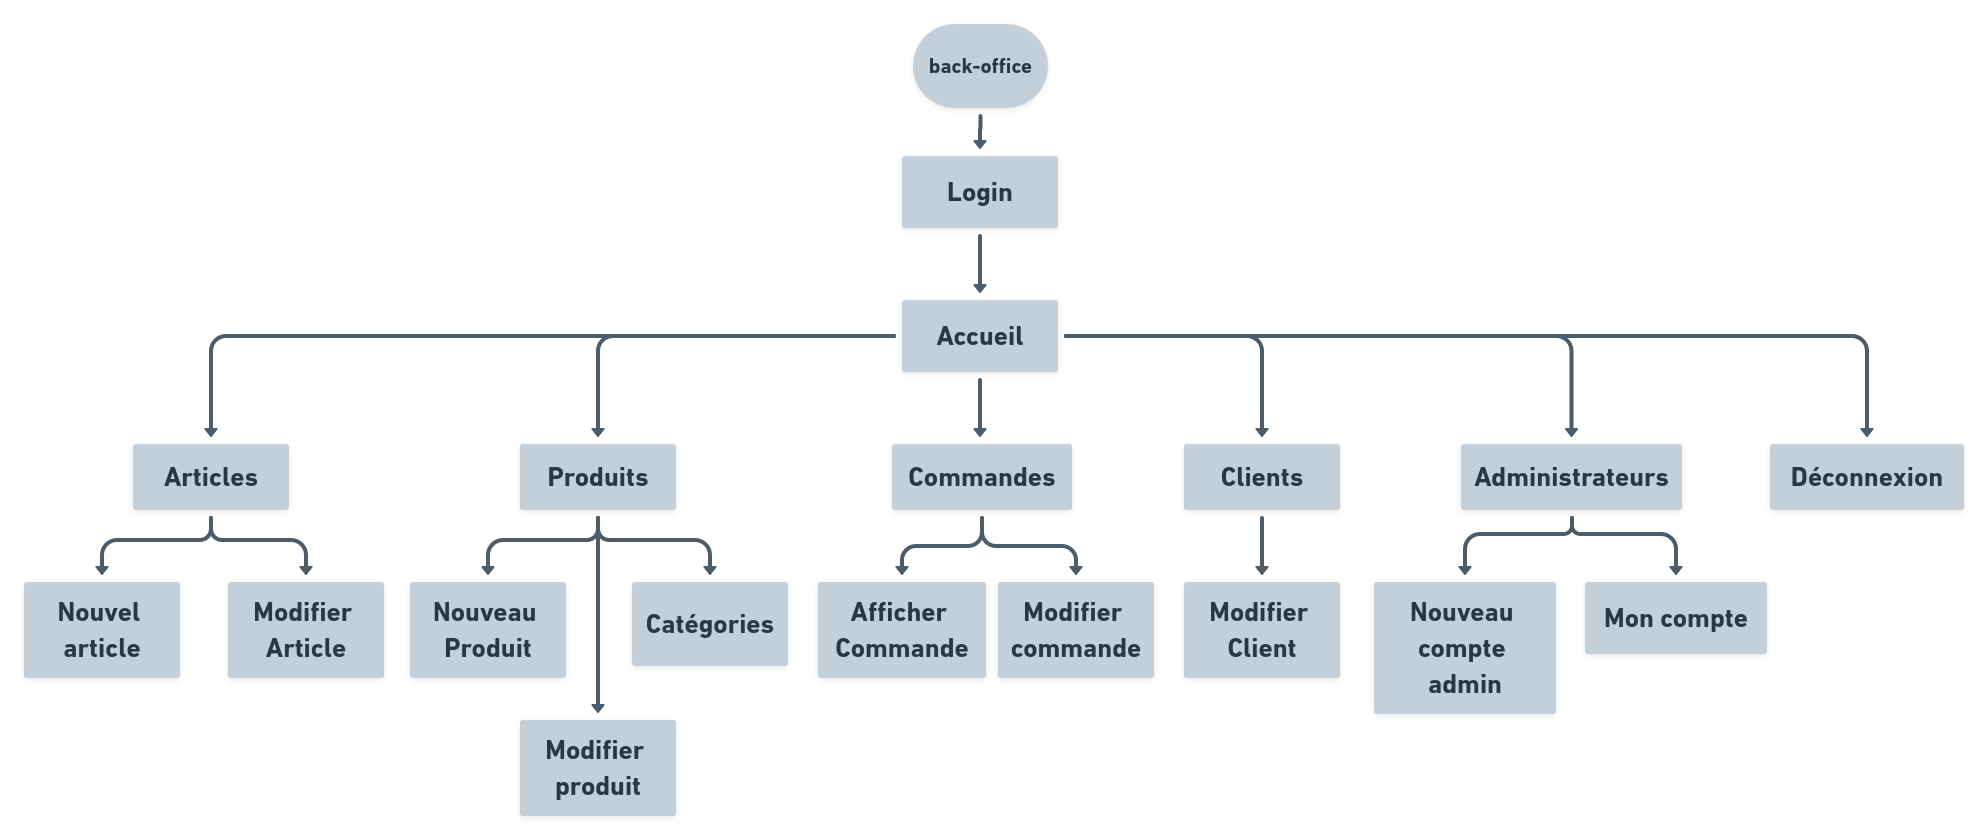 back-office
Login
Accueil
Articles
Produits
Commandes
Clients
Administrateurs
Déconnexion
Nouvel
article
Modifier
Article
Nouveau
Produit
Catégories
Afficher
Commande
Modifier
commande
Modifier
Client
Nouveau
compte
admin
Mon compte
Modifier
produit